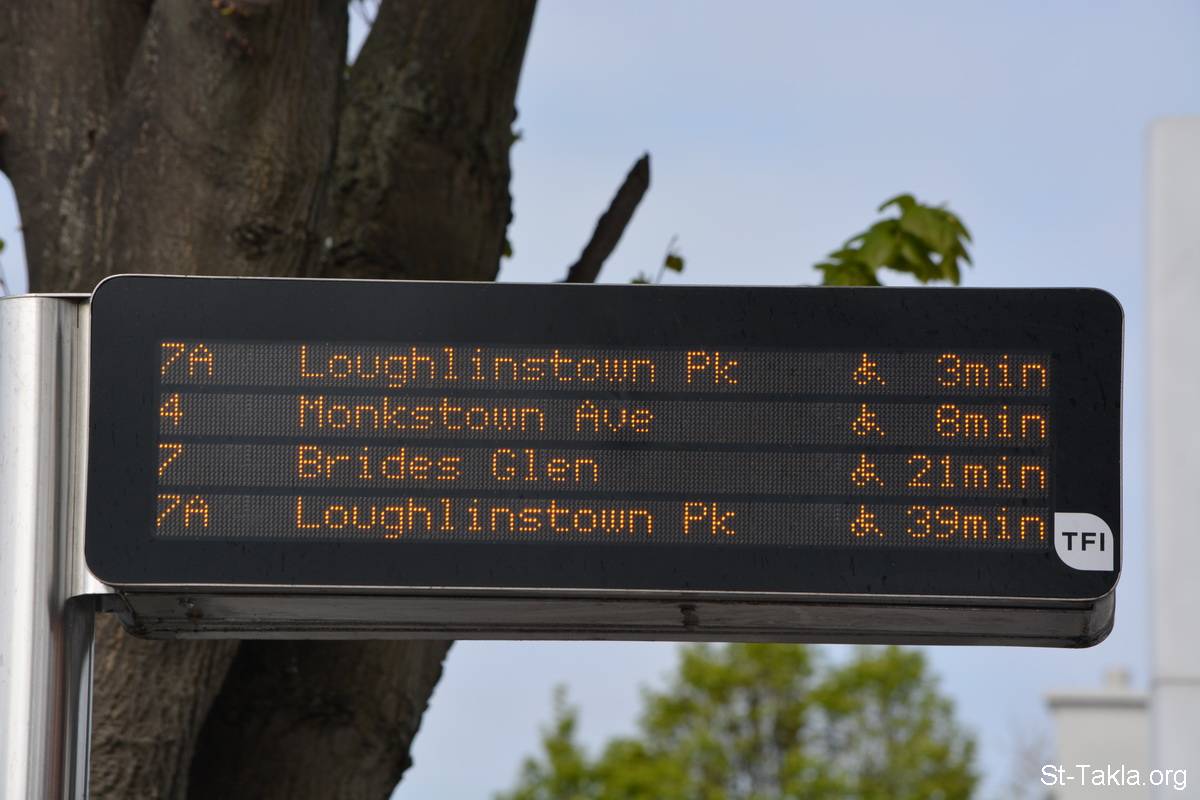 7A Loughlinstown Pk ♿ 3min
4 Monkstown Ave ♿ 8min
7 Brides Glen ♿ 21min
7A Loughlinstown Pk ♿ 39min
TFI
St-Takla.org